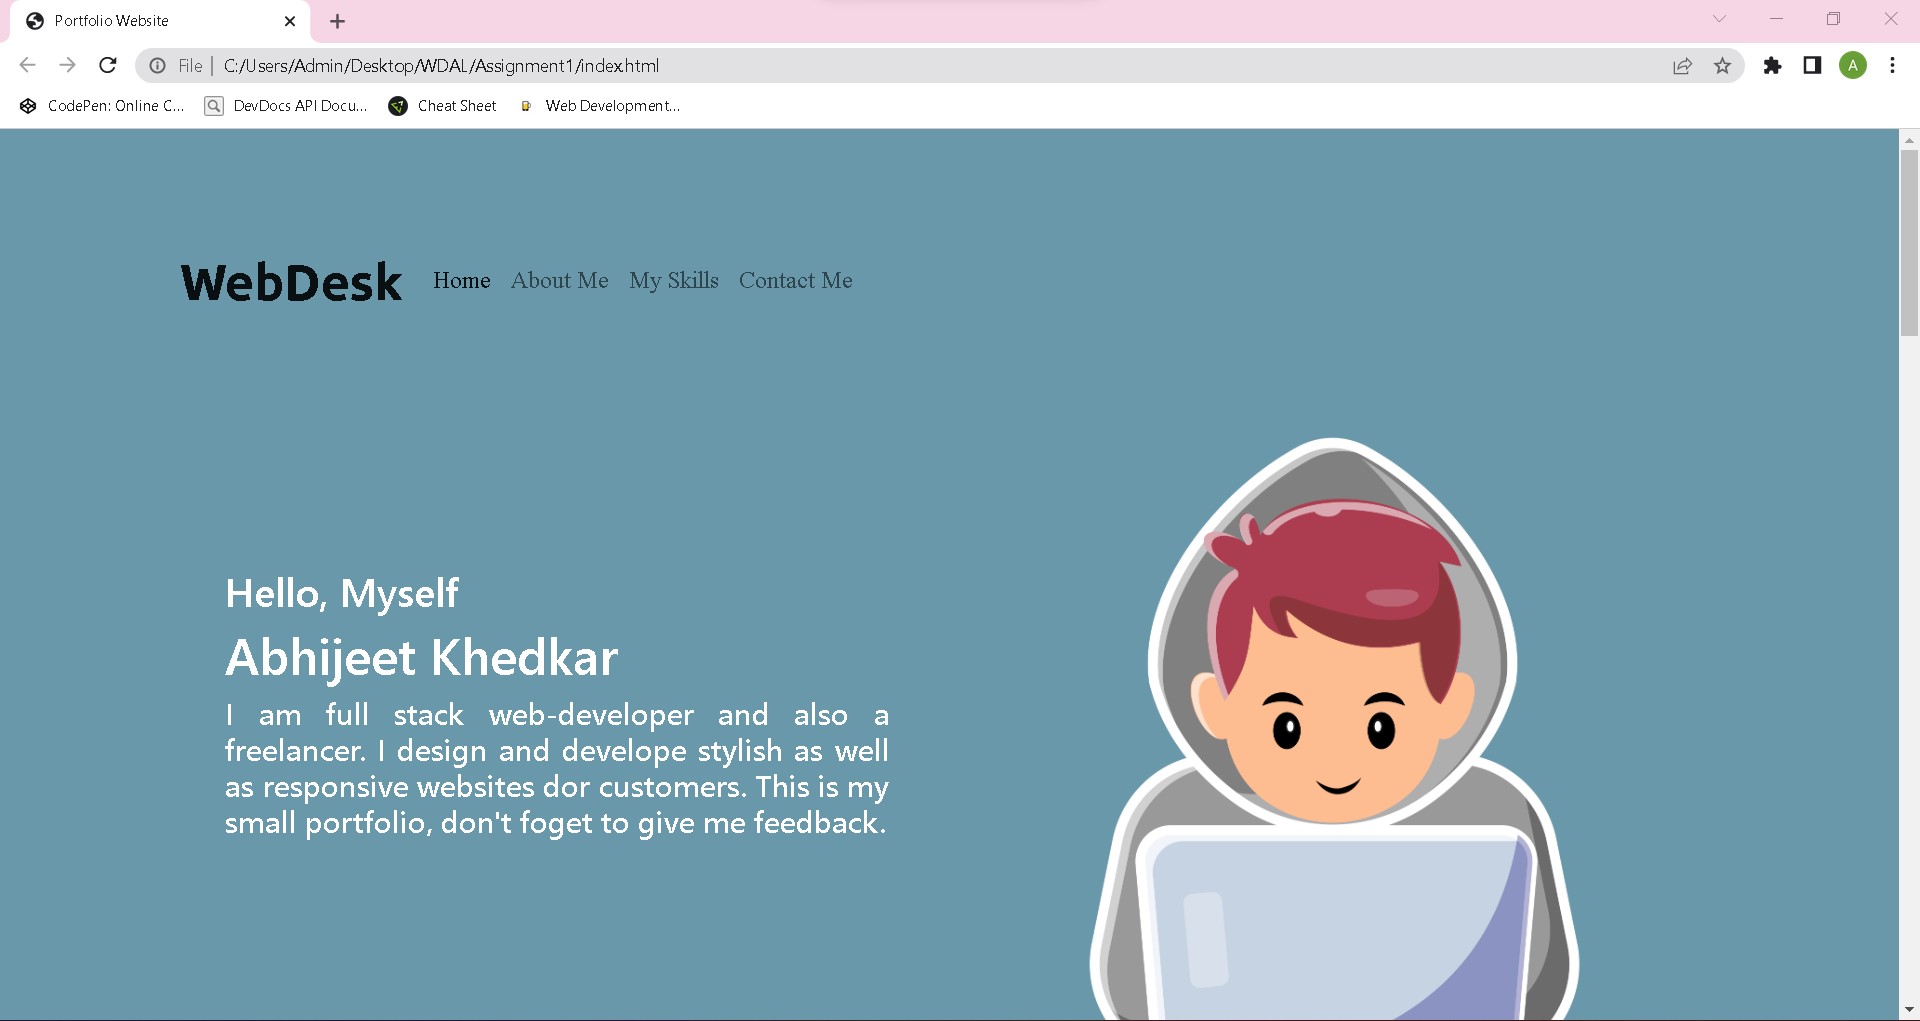 Portfolio Website
File | C:/Users/Admin/Desktop/WDAL/Assignment1/index.html
A
CodePen: Online C... DevDocs API Docu... Cheat Sheet Web Development...
WebDesk Home About Me My Skills Contact Me
Hello, Myself
Abhijeet Khedkar
I am full stack web-developer and also a
freelancer. I design and develope stylish as well
as responsive websites dor customers. This is my
small portfolio, don't foget to give me feedback.